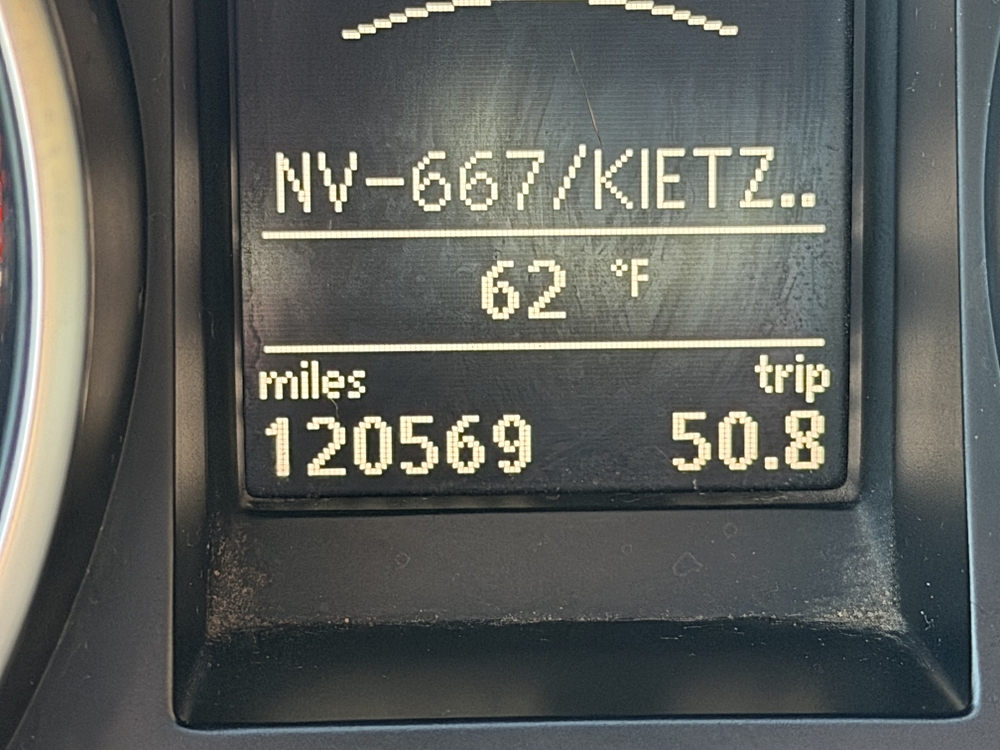 NV-667/KIETZ..
62 °F
miles trip
120569 50.8